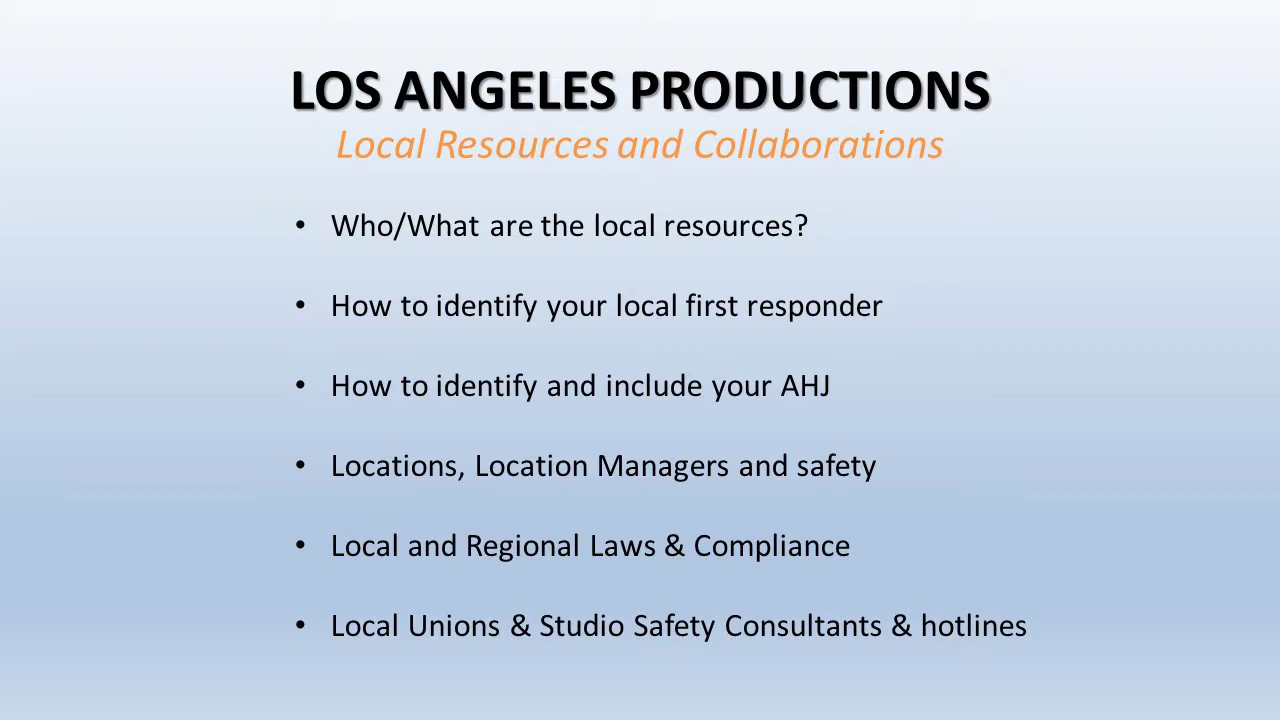 LOS ANGELES PRODUCTIONS
Local Resources and Collaborations
• Who/What are the local resources?
• How to identify your local first responder
• How to identify and include your AHJ
• Locations, Location Managers and safety
• Local and Regional Laws & Compliance
• Local Unions & Studio Safety Consultants & hotlines